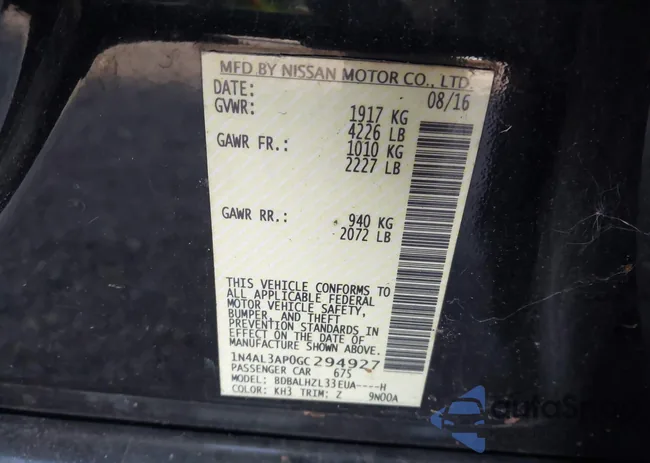 MFD.BY NISSAN MOTOR CO., LTD.
DATE: 08/16
GVWR: 1917 KG
4226 LB
GAWR FR.: 1010 KG
2227 LB
GAWR RR.: 940 KG
2072 LB
THIS VEHICLE CONFORMS TO
ALL APPLICABLE FEDERAL
MOTOR VEHICLE SAFETY,
BUMPER, AND THEFT
PREVENTION STANDARDS IN
EFFECT ON THE DATE OF
MANUFACTURE SHOWN ABOVE.
1N4AL3AP0GC294927
PASSENGER CAR 675
MODEL: BDBALHZL33EUA----H
COLOR: KH3 TRIM: Z 9N00A